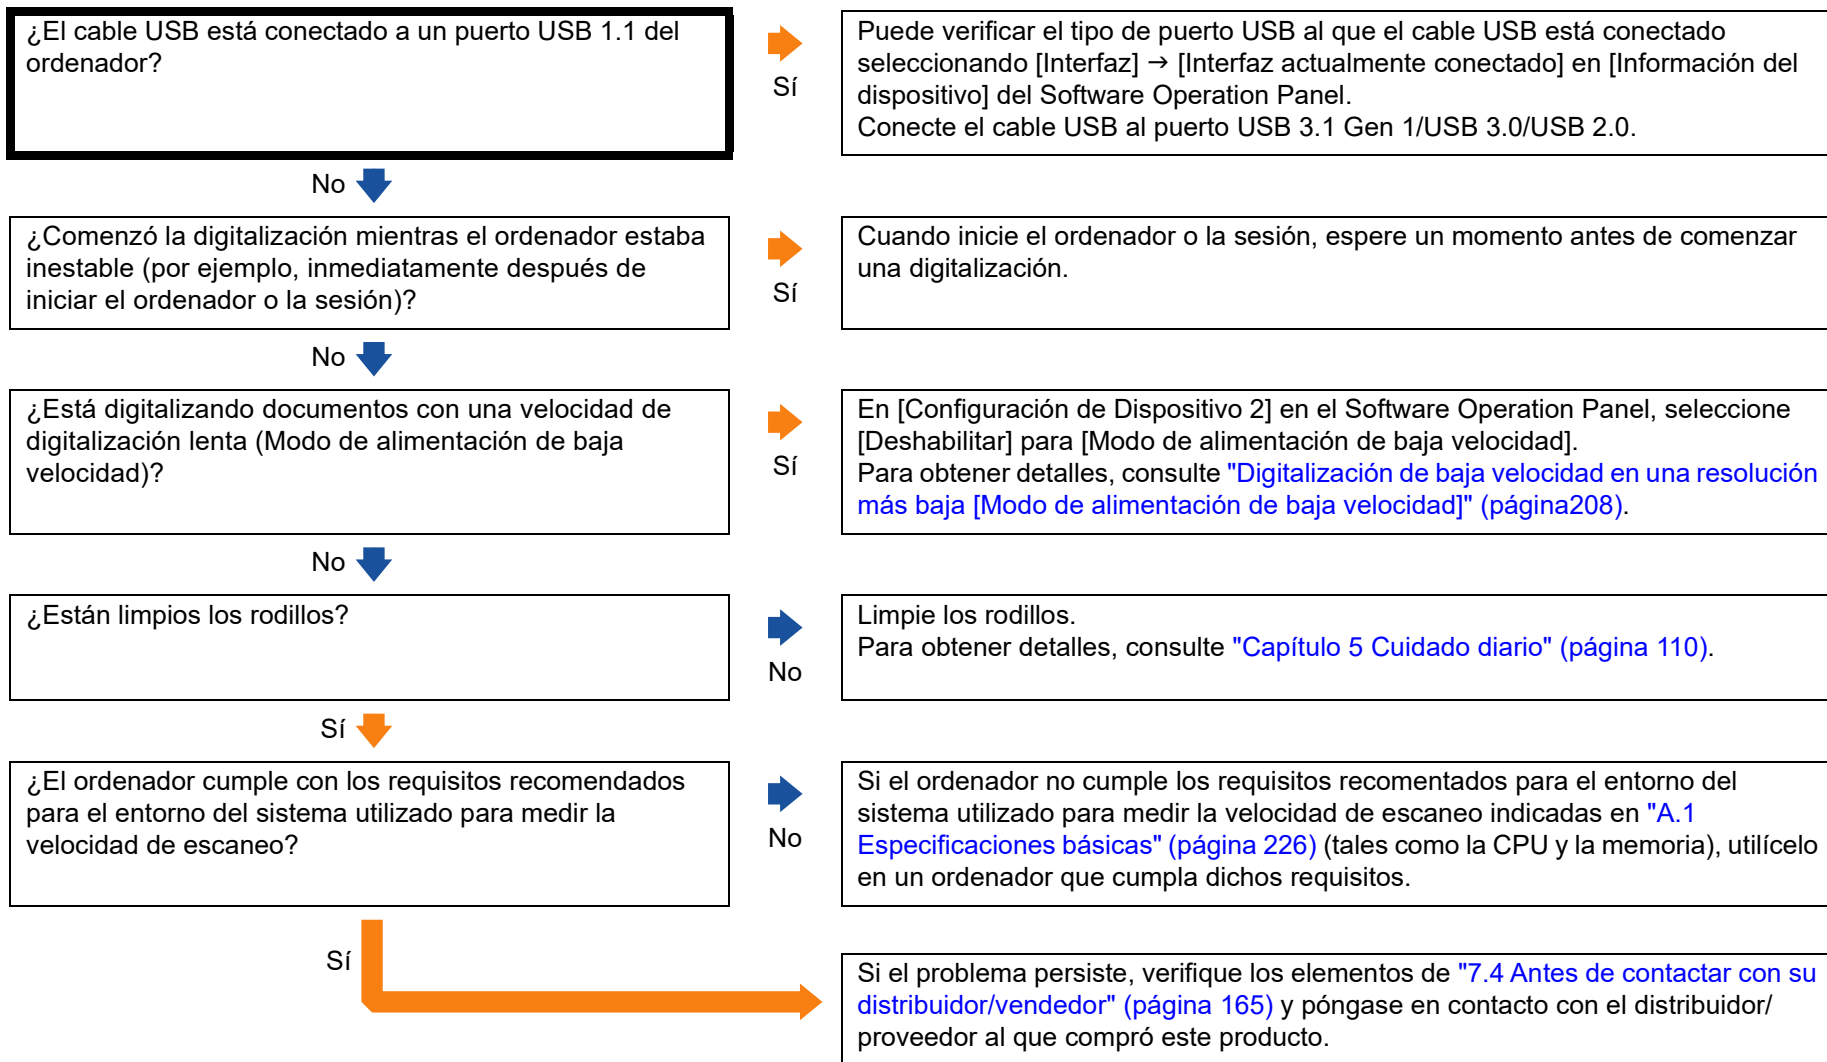 ¿El cable USB está conectado a un puerto USB 1.1 del
ordenador?
Sí
Puede verificar el tipo de puerto USB al que el cable USB está conectado
seleccionando [Interfaz] → [Interfaz actualmente conectado] en [Información del
dispositivo] del Software Operation Panel.
Conecte el cable USB al puerto USB 3.1 Gen 1/USB 3.0/USB 2.0.
No
¿Comenzó la digitalización mientras el ordenador estaba
inestable (por ejemplo, inmediatamente después de
iniciar el ordenador o la sesión)?
Sí
Cuando inicie el ordenador o la sesión, espere un momento antes de comenzar
una digitalización.
No
¿Está digitalizando documentos con una velocidad de
digitalización lenta (Modo de alimentación de baja
velocidad)?
Sí
En [Configuración de Dispositivo 2] en el Software Operation Panel, seleccione
[Deshabilitar] para [Modo de alimentación de baja velocidad].
Para obtener detalles, consulte "Digitalización de baja velocidad en una resolución
más baja [Modo de alimentación de baja velocidad]" (página208).
No
¿Están limpios los rodillos?
No
Limpie los rodillos.
Para obtener detalles, consulte "Capítulo 5 Cuidado diario" (página 110).
Sí
¿El ordenador cumple con los requisitos recomendados
para el entorno del sistema utilizado para medir la
velocidad de escaneo?
No
Si el ordenador no cumple los requisitos recomentados para el entorno del
sistema utilizado para medir la velocidad de escaneo indicadas en "A.1
Especificaciones básicas" (página 226) (tales como la CPU y la memoria), utilícelo
en un ordenador que cumpla dichos requisitos.
Sí
Si el problema persiste, verifique los elementos de "7.4 Antes de contactar con su
distribuidor/vendedor" (página 165) y póngase en contacto con el distribuidor/
proveedor al que compró este producto.